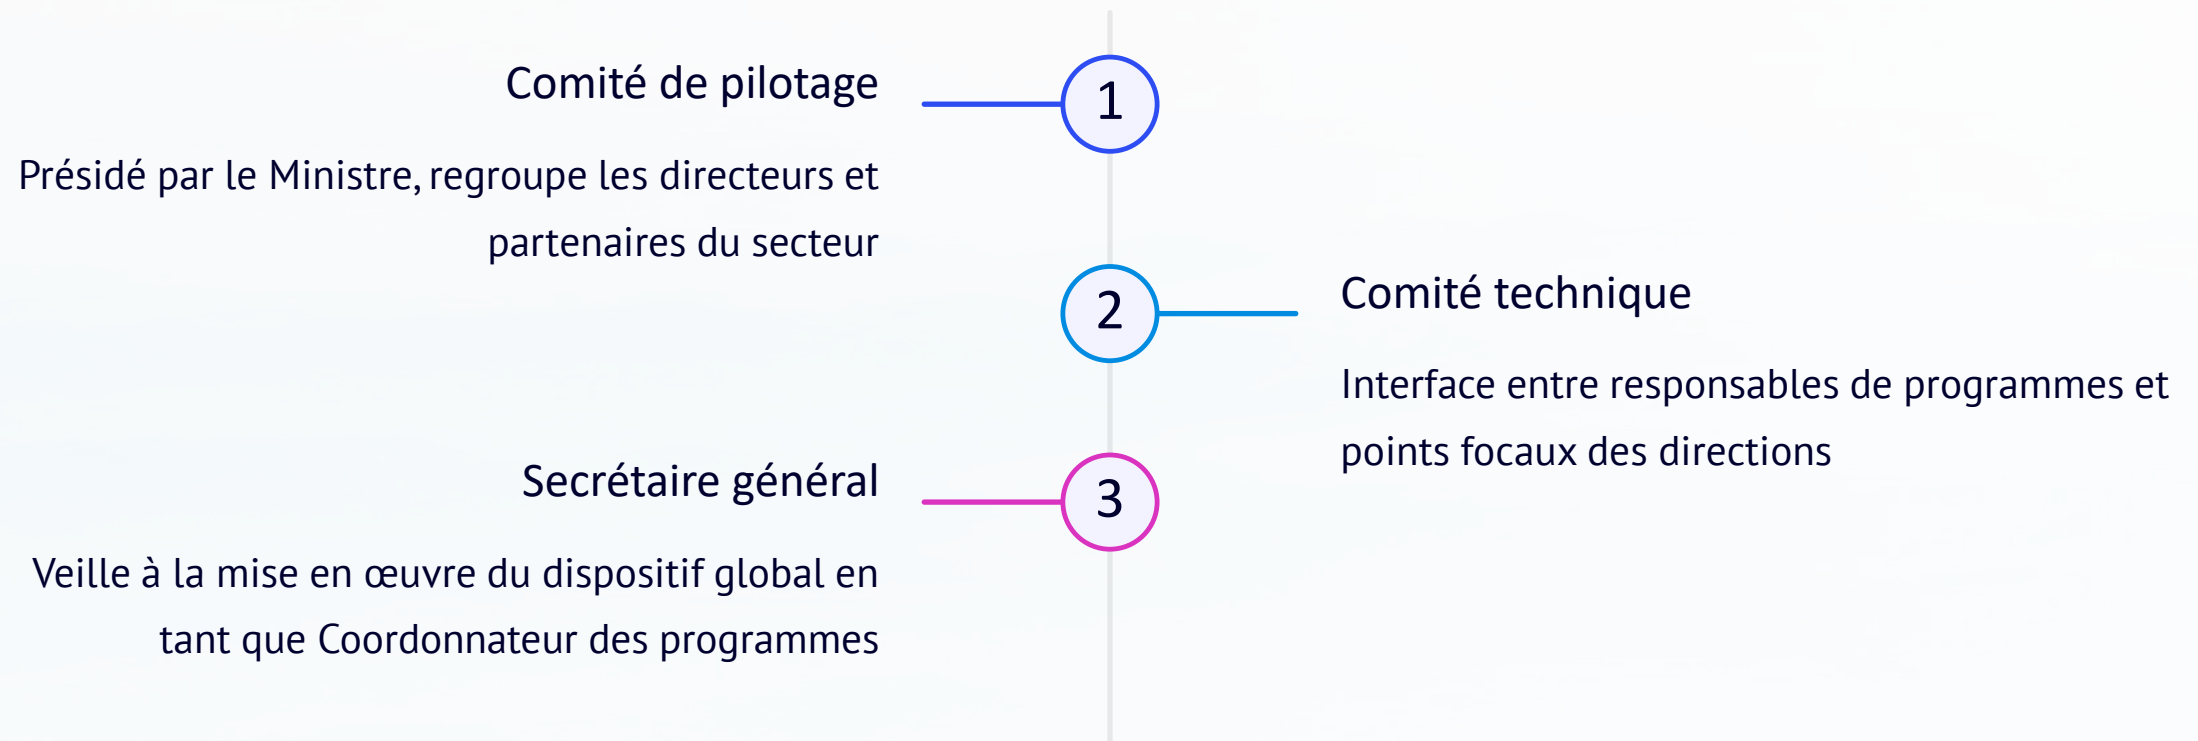 1
Comité de pilotage
Présidé par le Ministre, regroupe les directeurs et
partenaires du secteur
2
Comité technique
Interface entre responsables de programmes et
points focaux des directions
3
Secrétaire général
Veille à la mise en œuvre du dispositif global en
tant que Coordonnateur des programmes